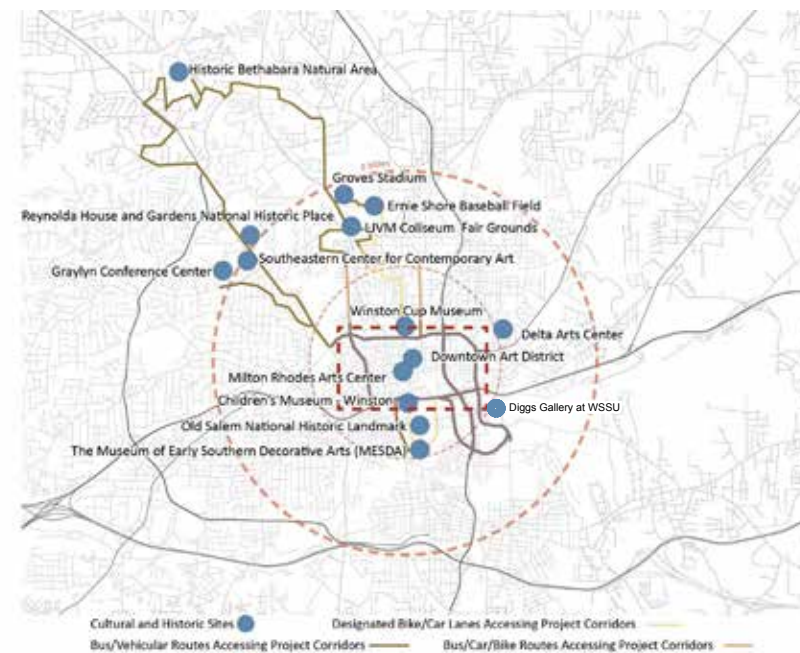 Historic Bethabara Natural Area
2 Miles
Groves Stadium
Ernie Shore Baseball Field
Reynolda House and Gardens National Historic Place
LJVM Coliseum Fair Grounds
Southeastern Center for Contemporary Art
Graylyn Conference Center
Winston Cup Museum
Delta Arts Center
Downtown Art District
Milton Rhodes Arts Center
Children's Museum - Winston
Diggs Gallery at WSSU
Old Salem National Historic Landmark
The Museum of Early Southern Decorative Arts (MESDA)
Cultural and Historic Sites
Designated Bike/Car Lanes Accessing Project Corridors
Bus/Vehicular Routes Accessing Project Corridors
Bus/Car/Bike Routes Accessing Project Corridors